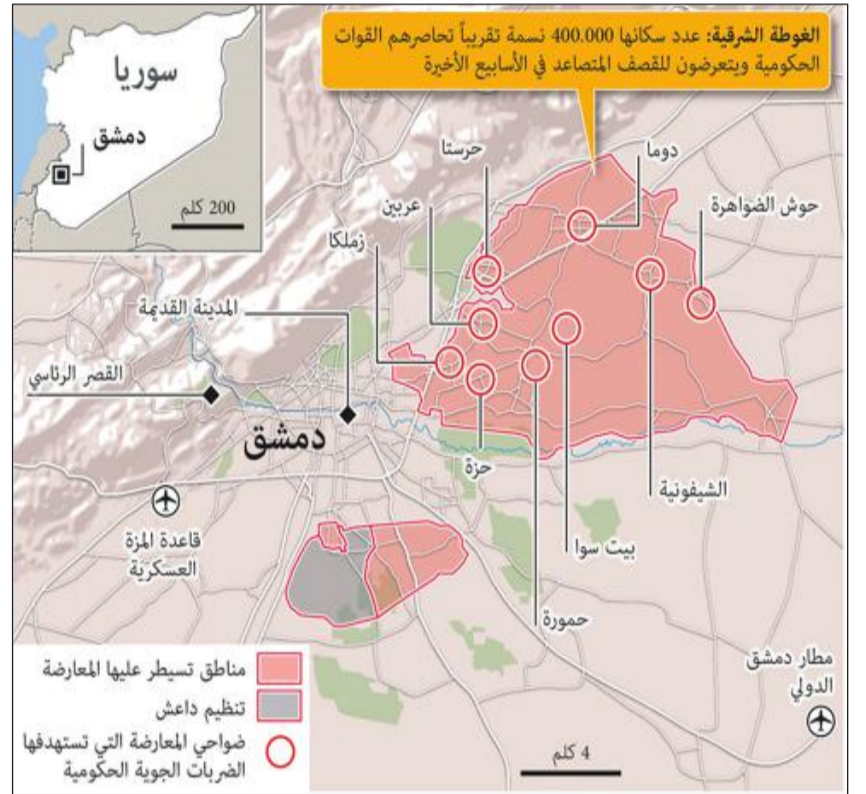 الغوطة الشرقية: عدد سكانها 400.000 نسمة تقريباً تحاصرهم القوات
الحكومية ويتعرضون للقصف المتصاعد في الأسابيع الأخيرة
سوريا
دمشق
200 كلم
حرستا
دوما
عربين
حوش الضواهرة
زملكا
المدينة القديمة
القصر الرئاسي
دمشق
حزة
الشيفونية
قاعدة المزة
العسكرية
بيت سوا
حمورة
مطار دمشق
الدولي
مناطق تسيطر عليها المعارضة
تنظيم داعش
ضواحي المعارضة التي تستهدفها
الضربات الجوية الحكومية
4 كلم